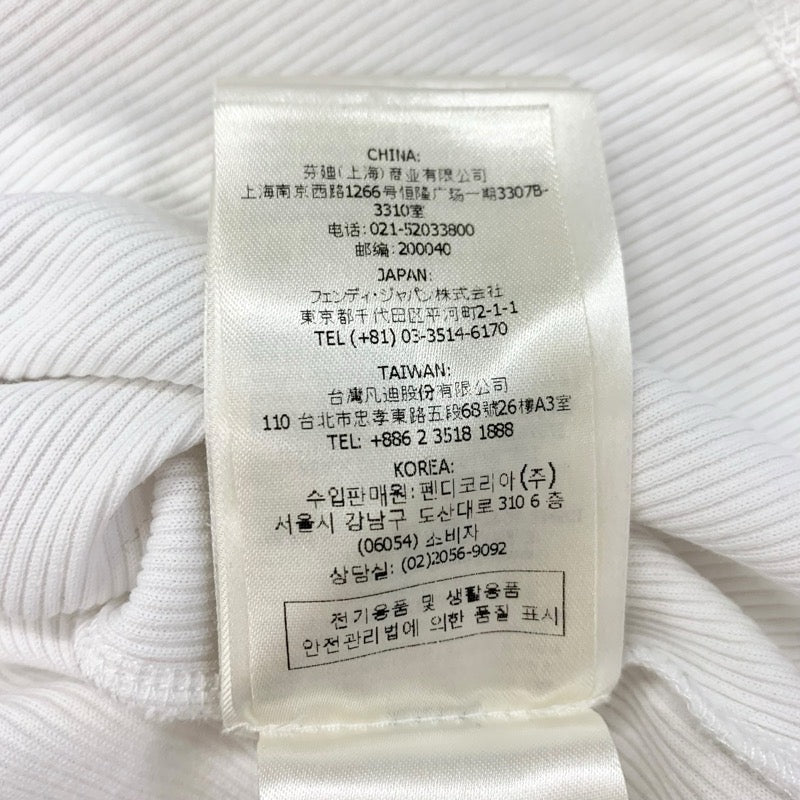 CHINA:
芬迪(上海)商业有限公司
上海南京西路1266号恒隆广场一期3307B-
3310室
电话: 021-52033800
邮编: 200040
JAPAN:
フェンディ・ジャパン株式会社
東京都千代田区平河町2-1-1
TEL (+81) 03-3514-6170
TAIWAN:
台灣凡迪股份有限公司
110 台北市忠孝東路五段68號26樓A3室
TEL: +886 2 3518 1888
KOREA:
수입판매원: 펜디코리아(주)
서울시 강남구 도산대로 310 6 층
(06054) 소비자
상담실: (02)2056-9092
전기용품 및 생활용품
안전관리법에 의한 품질 표시